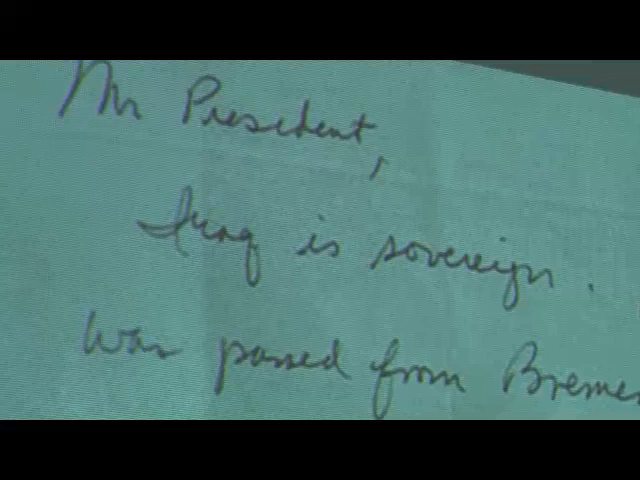 Mr President,
Iraq is sovereign.
was passed from Bremer